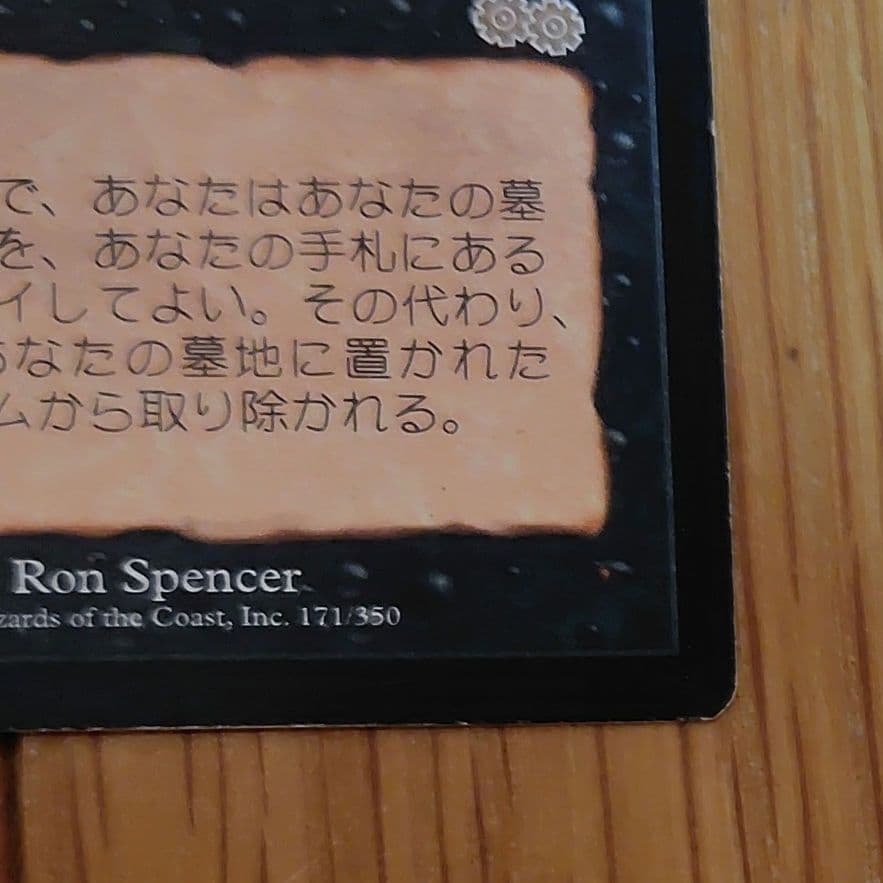 で、あなたはあなたの墓
を、あなたの手札にある
イしてよい。その代わり、
あなたの墓地に置かれた
ムから取り除かれる。
Ron Spencer
zards of the Coast, Inc. 171/350